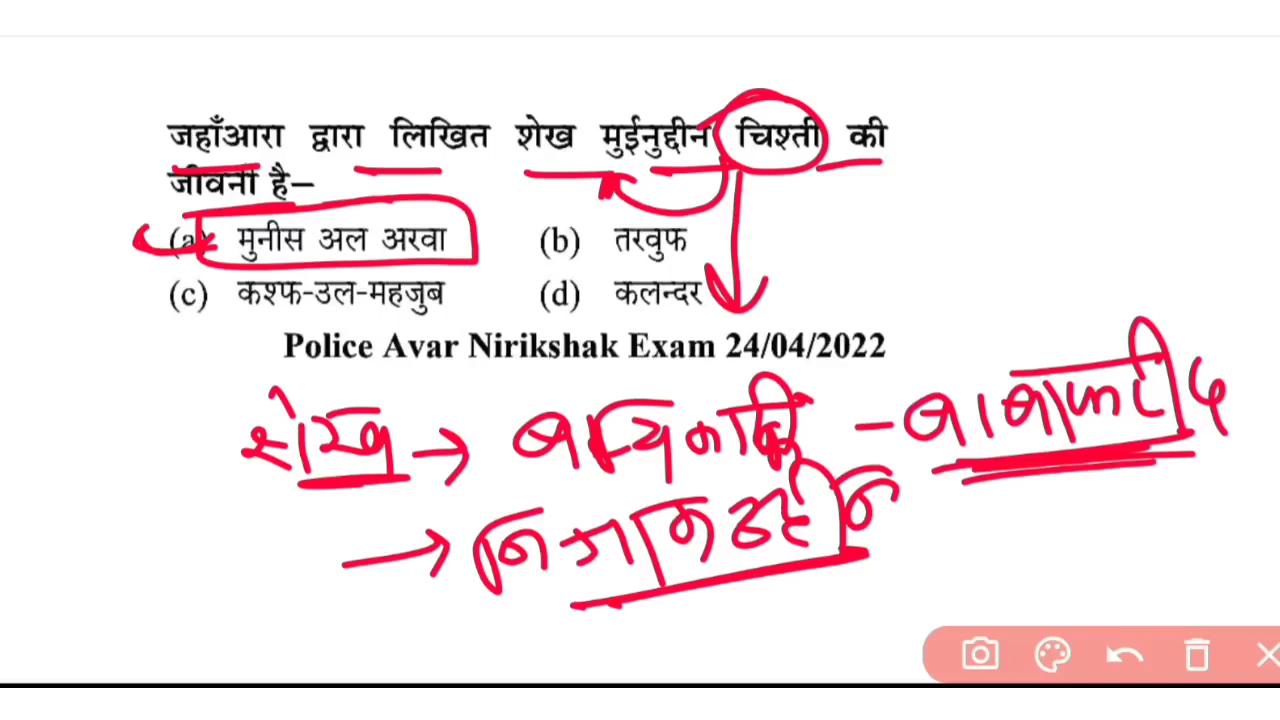 जहाँआरा द्वारा लिखित शेख मुईनुद्दीन चिश्ती की
जीवनी है–
(a) मुनीस अल अरवा (b) तरवुफ
(c) कश्फ-उल-महजुब (d) कलन्दर
Police Avar Nirikshak Exam 24/04/2022
शेख → - बाबा फरीद
→